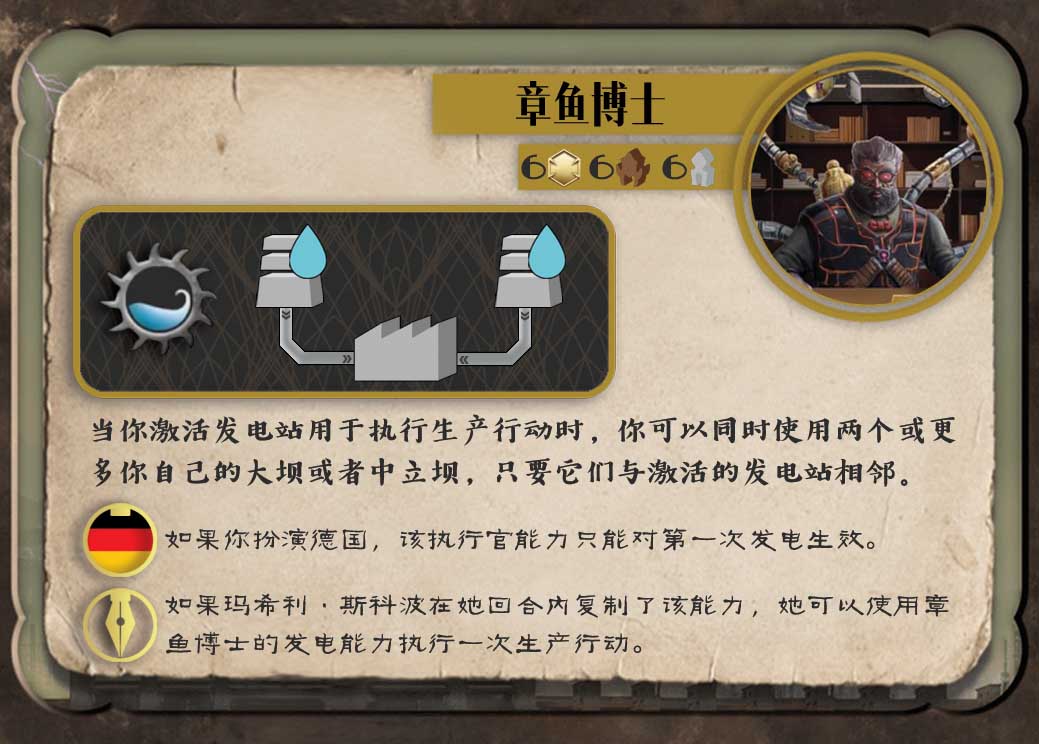 章鱼博士
6 6 6
当你激活发电站用于执行生产行动时，你可以同时使用两个或更
多你自己的大坝或者中立坝，只要它们与激活的发电站相邻。
如果你扮演德国，该执行官能力只能对第一次发电生效。
如果玛希利·斯科波在她回合内复制了该能力，她可以使用章
鱼博士的发电能力执行一次生产行动。